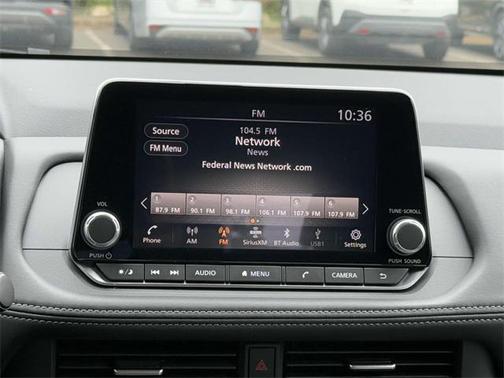 FM 10:36
Source 104.5 FM
Network
FM Menu News
Federal News Network .com
1 2 3 4 5 6
87.9 FM 90.1 FM 98.1 FM 106.1 FM 107.9 FM 107.9 FM
VOL TUNE·SCROLL
Phone AM FM SiriusXM BT Audio USB1 Settings
PUSH PUSH SOUND
AUDIO MENU CAMERA